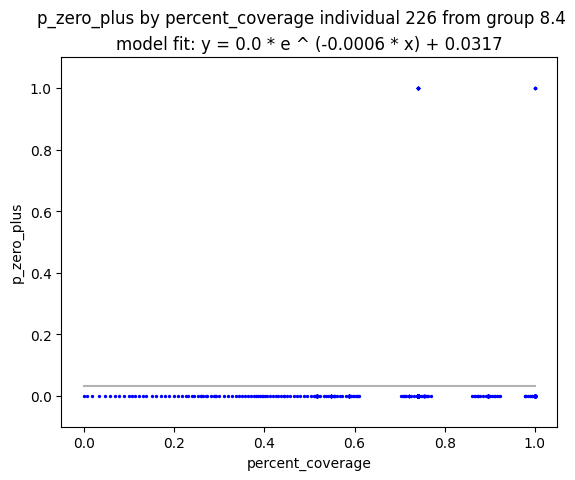 p_zero_plus by percent_coverage individual 226 from group 8.4
model fit: y = 0.0 * e ^ (-0.0006 * x) + 0.0317
1.0
0.8
0.6
0.4
0.2
0.0
p_zero_plus
0.0 0.2 0.4 0.6 0.8 1.0
percent_coverage